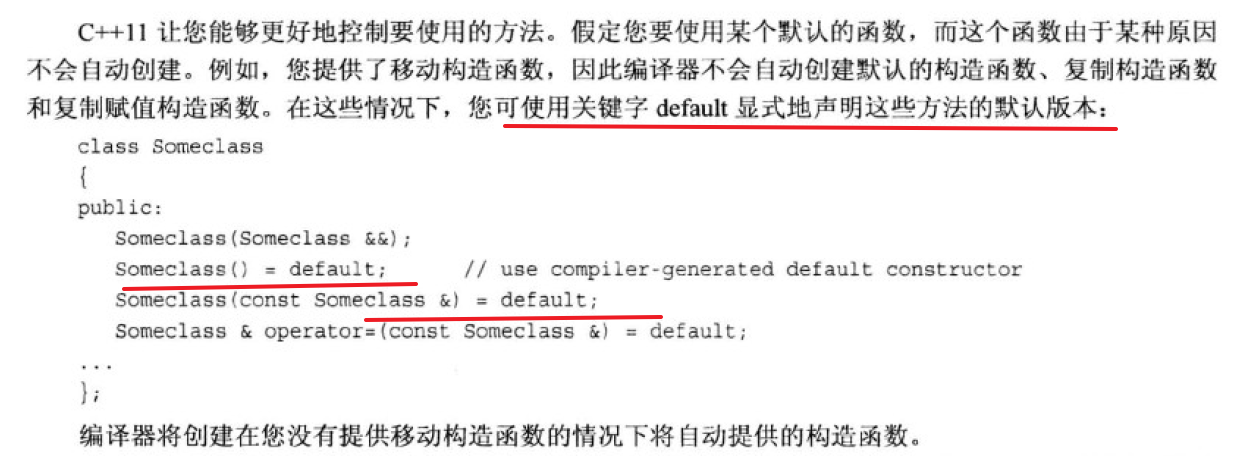 C++11 让您能够更好地控制要使用的方法。假定您要使用某个默认的函数，而这个函数由于某种原因
不会自动创建。例如，您提供了移动构造函数，因此编译器不会自动创建默认的构造函数、复制构造函数
和复制赋值构造函数。在这些情况下，您可使用关键字 default 显式地声明这些方法的默认版本：
class Someclass
{
public:
Someclass(Someclass &&);
Someclass() = default; // use compiler-generated default constructor
Someclass(const Someclass &) = default;
Someclass & operator=(const Someclass &) = default;
...
};
编译器将创建在您没有提供移动构造函数的情况下将自动提供的构造函数。